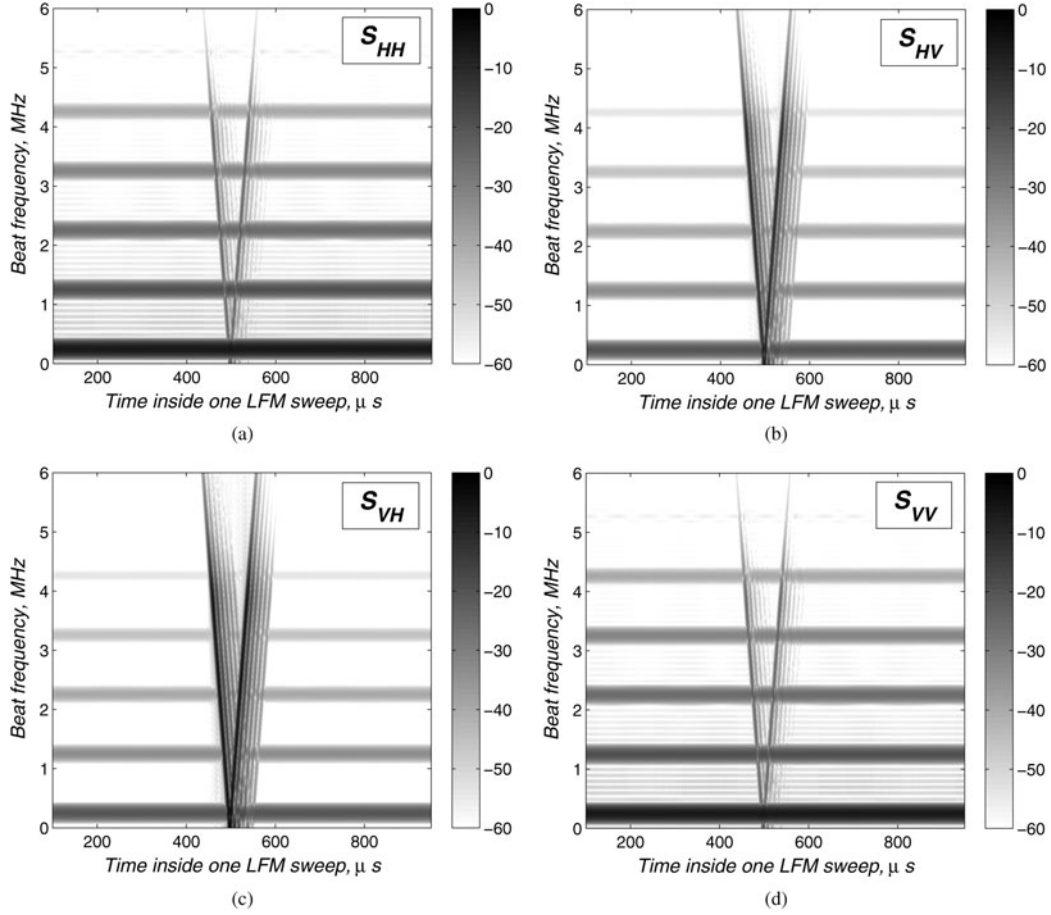 S_HH
Beat frequency, MHz
6
5
4
3
2
1
0
200 400 600 800
Time inside one LFM sweep, μ s
0
−10
−20
−30
−40
−50
−60
(a)
S_HV
Beat frequency, MHz
6
5
4
3
2
1
0
200 400 600 800
Time inside one LFM sweep, μ s
0
−10
−20
−30
−40
−50
−60
(b)
S_VH
Beat frequency, MHz
6
5
4
3
2
1
0
200 400 600 800
Time inside one LFM sweep, μ s
0
−10
−20
−30
−40
−50
−60
(c)
S_VV
Beat frequency, MHz
6
5
4
3
2
1
0
200 400 600 800
Time inside one LFM sweep, μ s
0
−10
−20
−30
−40
−50
−60
(d)